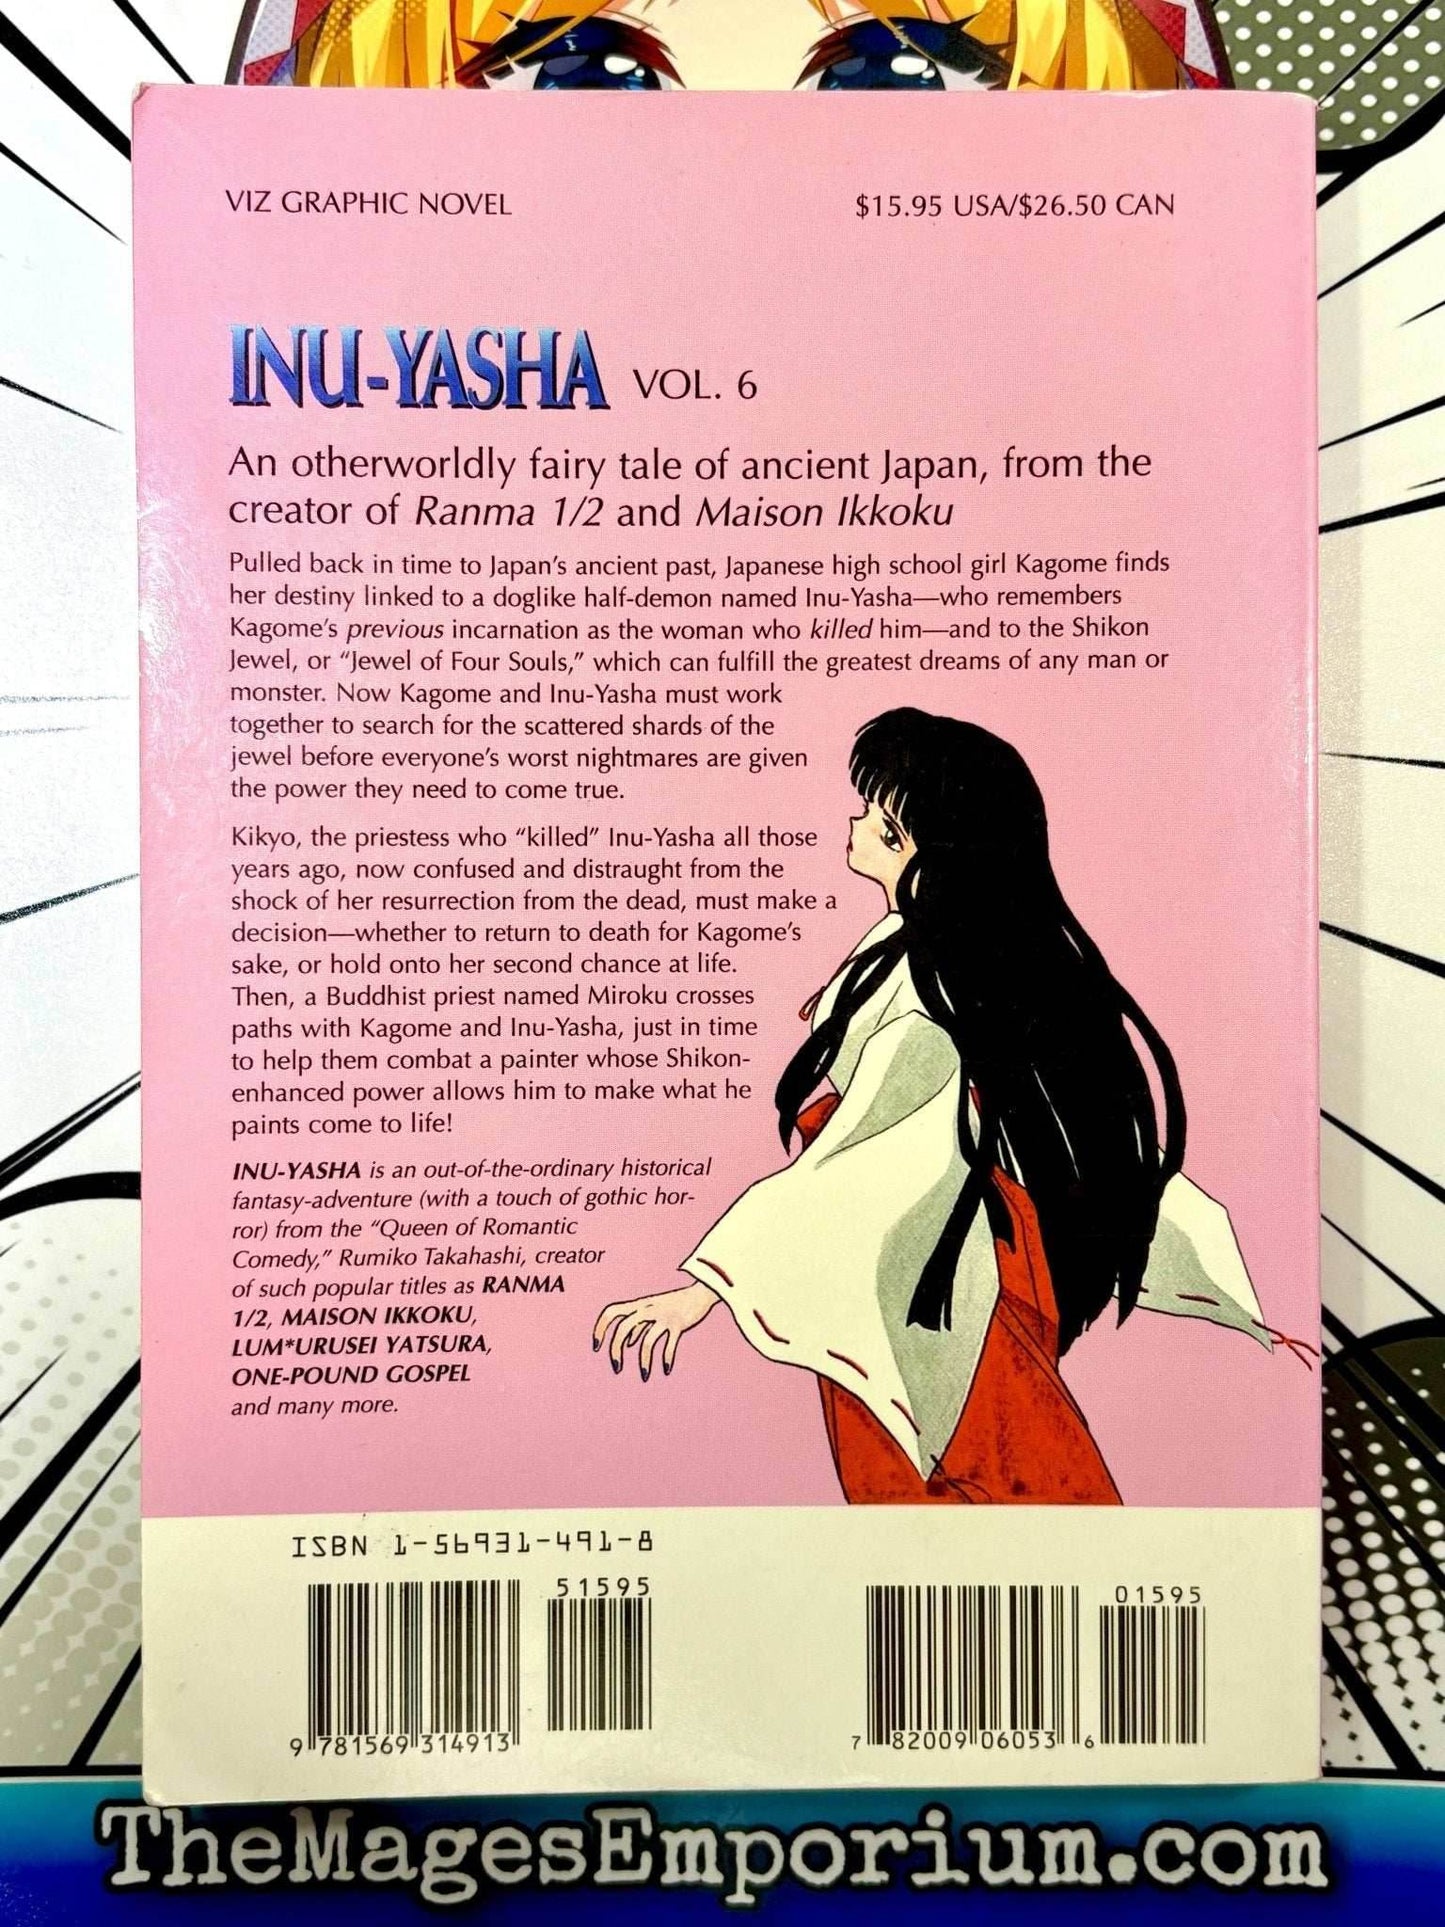 VIZ GRAPHIC NOVEL
$15.95 USA/$26.50 CAN
INU-YASHA VOL. 6
An otherworldly fairy tale of ancient Japan, from the
creator of Ranma 1/2 and Maison Ikkoku
Pulled back in time to Japan's ancient past, Japanese high school girl Kagome finds
her destiny linked to a doglike half-demon named Inu-Yasha—who remembers
Kagome's previous incarnation as the woman who killed him—and to the Shikon
Jewel, or “Jewel of Four Souls,” which can fulfill the greatest dreams of any man or
monster. Now Kagome and Inu-Yasha must work
together to search for the scattered shards of the
jewel before everyone's worst nightmares are given
the power they need to come true.
Kikyo, the priestess who “killed” Inu-Yasha all those
years ago, now confused and distraught from the
shock of her resurrection from the dead, must make a
decision—whether to return to death for Kagome's
sake, or hold onto her second chance at life.
Then, a Buddhist priest named Miroku crosses
paths with Kagome and Inu-Yasha, just in time
to help them combat a painter whose Shikon-
enhanced power allows him to make what he
paints come to life!
INU-YASHA is an out-of-the-ordinary historical
fantasy-adventure (with a touch of gothic hor-
ror) from the “Queen of Romantic
Comedy,” Rumiko Takahashi, creator
of such popular titles as RANMA
1/2, MAISON IKKOKU,
LUM*URUSEI YATSURA,
ONE-POUND GOSPEL
and many more.
ISBN 1-56931-491-8
51595
9 781569 314913
01595
7 82009 06053 6
TheMagesEmporium.com